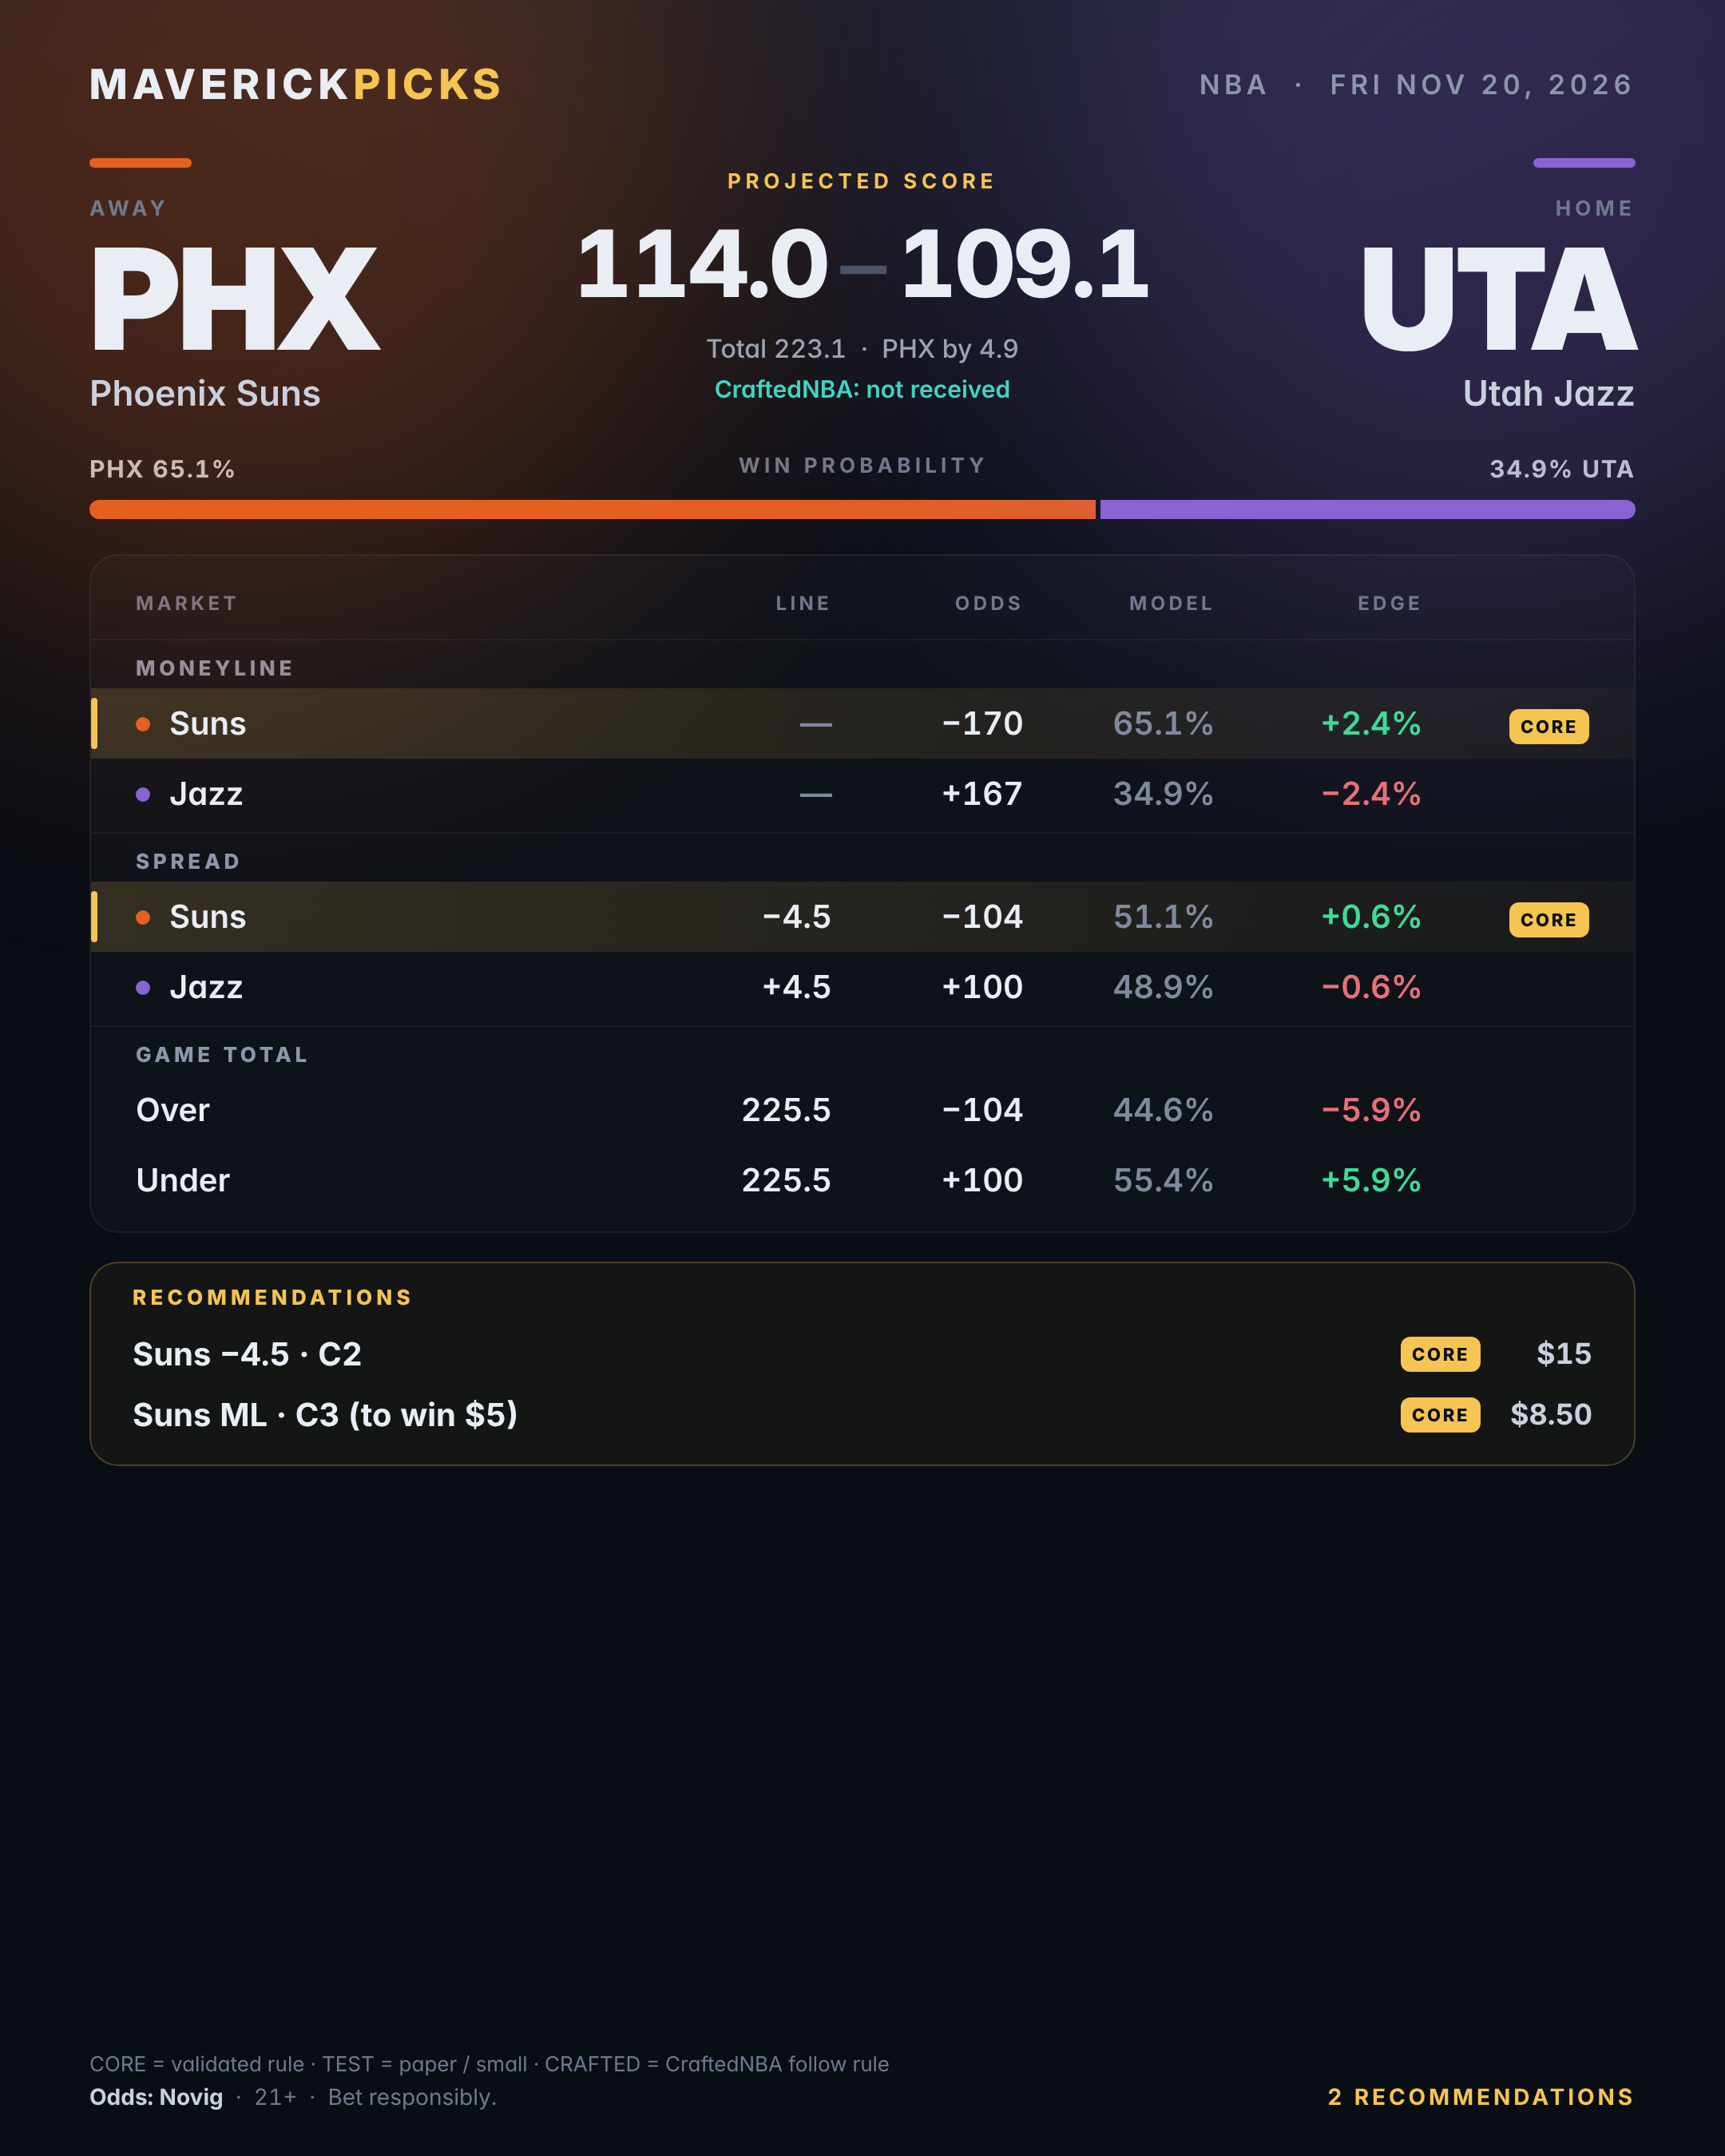 MAVERICKPICKS
NBA · FRI NOV 20, 2026
AWAY
PHX
Phoenix Suns
PROJECTED SCORE
114.0–109.1
Total 223.1 · PHX by 4.9
CraftedNBA: not received
HOME
UTA
Utah Jazz
PHX 65.1%
WIN PROBABILITY
34.9% UTA
MARKET LINE ODDS MODEL EDGE
MONEYLINE
Suns — −170 65.1% +2.4% CORE
Jazz — +167 34.9% −2.4%
SPREAD
Suns −4.5 −104 51.1% +0.6% CORE
Jazz +4.5 +100 48.9% −0.6%
GAME TOTAL
Over 225.5 −104 44.6% −5.9%
Under 225.5 +100 55.4% +5.9%
RECOMMENDATIONS
Suns −4.5 · C2 CORE $15
Suns ML · C3 (to win $5) CORE $8.50
CORE = validated rule · TEST = paper / small · CRAFTED = CraftedNBA follow rule
Odds: Novig · 21+ · Bet responsibly.
2 RECOMMENDATIONS